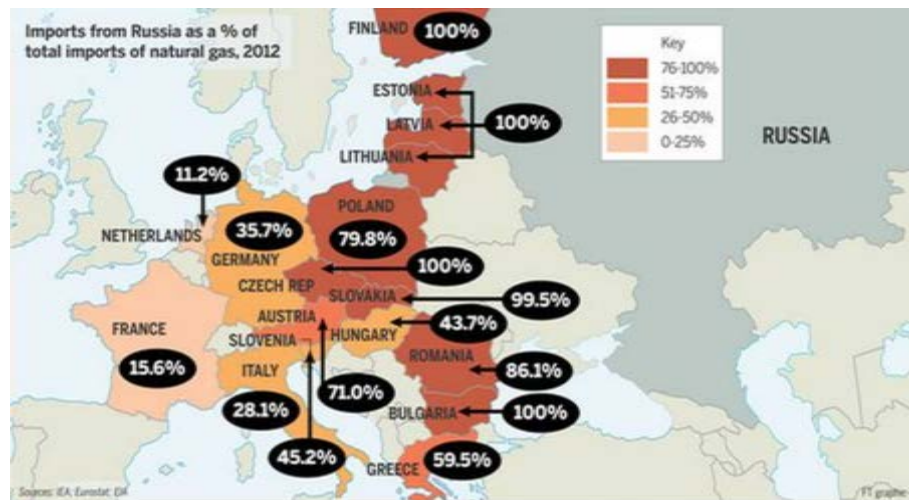 Imports from Russia as a % of
total imports of natural gas, 2012
FINLAND 100%
Key
76-100%
51-75%
26-50%
0-25%
ESTONIA
LATVIA
100%
LITHUANIA
RUSSIA
11.2%
NETHERLANDS
POLAND
79.8%
35.7%
GERMANY
100%
CZECH REP
SLOVAKIA
99.5%
AUSTRIA
HUNGARY
43.7%
FRANCE
15.6%
SLOVENIA
ITALY
28.1%
ROMANIA
86.1%
71.0%
BULGARIA
100%
45.2%
GREECE 59.5%
Sources: IEA; Eurostat; EIA
FT graphic